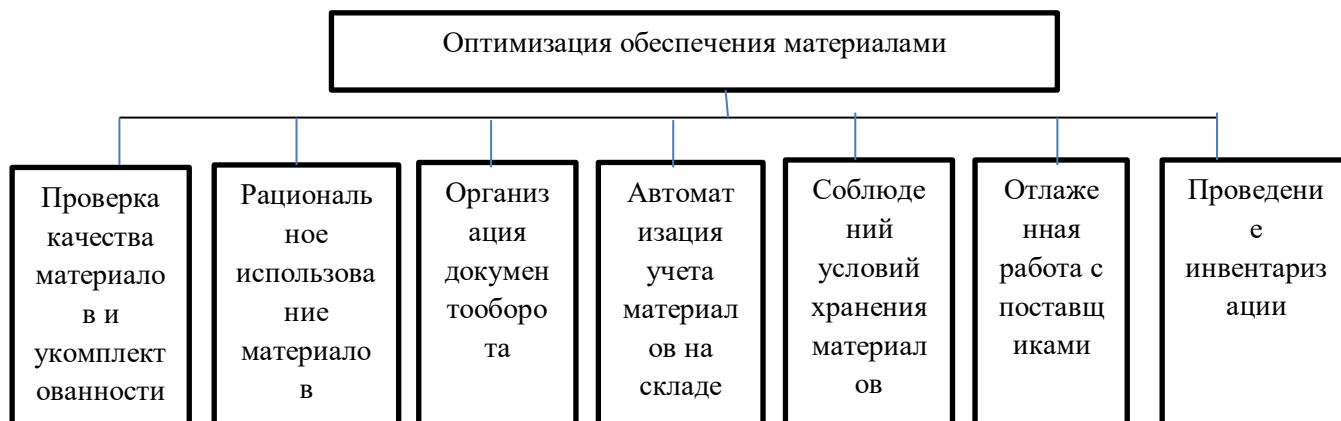 Оптимизация обеспечения материалами
Проверка
качества
материало
в и
укомплект
ованности
Рациональ
ное
использова
ние
материало
в
Организ
ация
докумен
тооборо
та
Автомат
изация
учета
материал
ов на
складе
Соблюде
ний
условий
хранения
материал
ов
Отлаже
нная
работа с
поставщ
иками
Проведени
е
инвентариз
ации